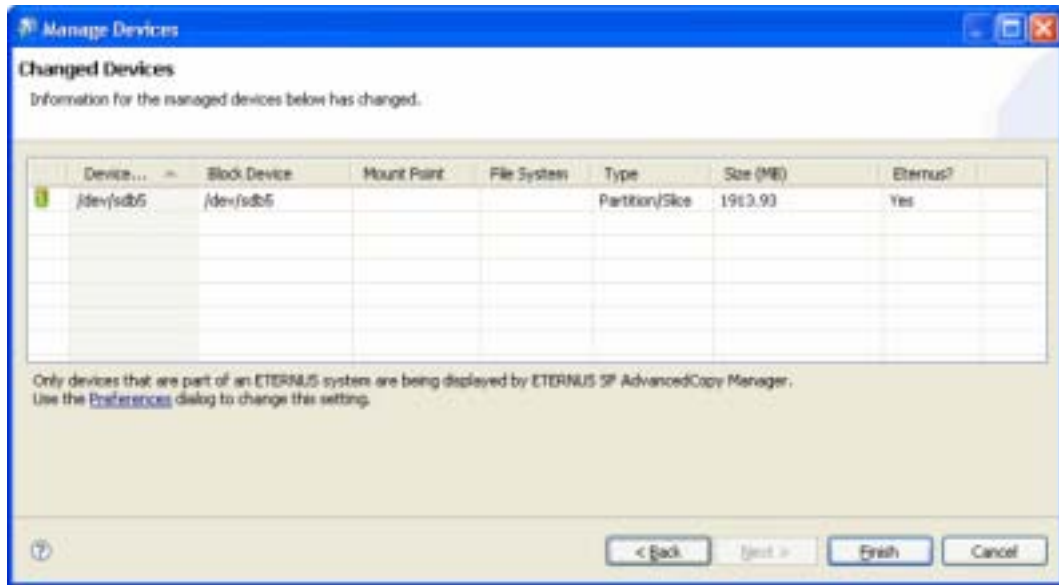 Manage Devices
Changed Devices
Information for the managed devices below has changed.
Device... Block Device Mount Point File System Type Size (MB) Eternus?
/dev/sdb5 /dev/sdb5 Partition/Slice 1913.93 Yes
Only devices that are part of an ETERNUS system are being displayed by ETERNUS SF AdvancedCopy Manager.
Use the Preferences dialog to change this setting.
< Back Next > Finish Cancel